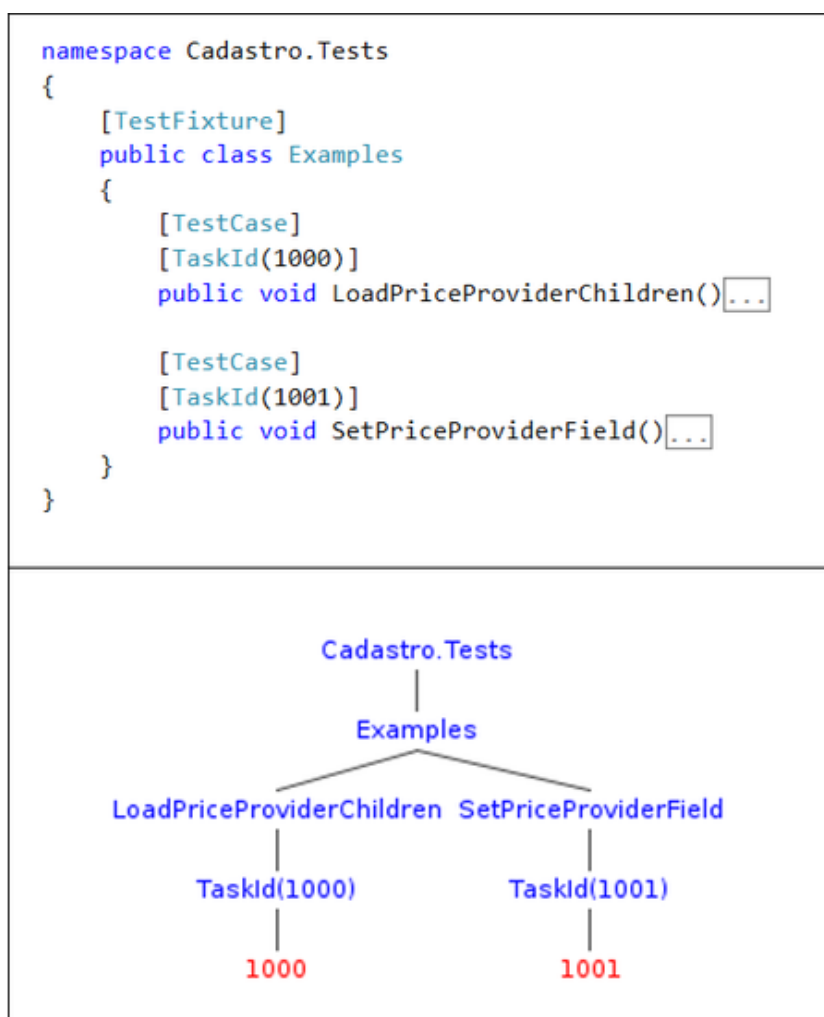 namespace Cadastro.Tests
{
[TestFixture]
public class Examples
{
[TestCase]
[TaskId(1000)]
public void LoadPriceProviderChildren()...
[TestCase]
[TaskId(1001)]
public void SetPriceProviderField()...
}
}
Cadastro.Tests
Examples
LoadPriceProviderChildren SetPriceProviderField
TaskId(1000) TaskId(1001)
1000 1001